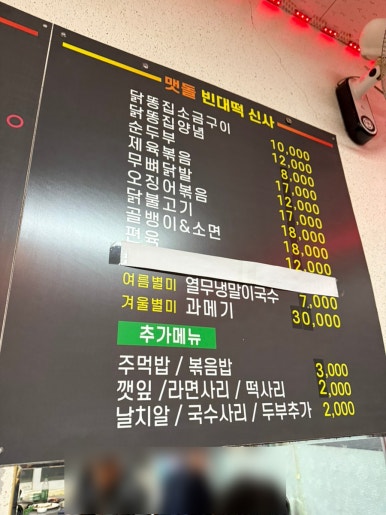 맷돌 빈대떡 신사
닭똥집소금구이 10,000
닭똥집양념 12,000
순두부 8,000
제육볶음 17,000
무뼈닭발 12,000
오징어볶음 17,000
닭불고기 18,000
골뱅이&소면 18,000
편육 12,000
여름별미 열무냉말이국수 7,000
겨울별미 과메기 30,000
추가메뉴
주먹밥 / 볶음밥 3,000
깻잎 /라면사리 / 떡사리 2,000
날치알 / 국수사리 / 두부추가 2,000